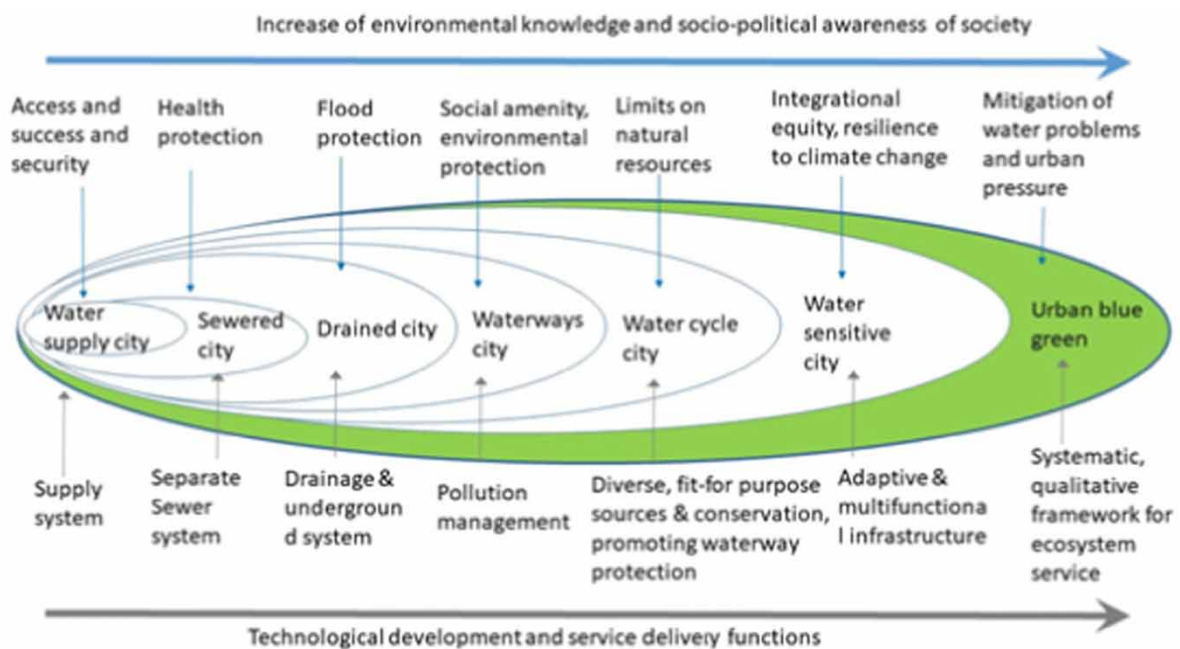 Increase of environmental knowledge and socio-political awareness of society
Access and
success and
security
Health
protection
Flood
protection
Social amenity,
environmental
protection
Limits on
natural
resources
Integrational
equity, resilience
to climate change
Mitigation of
water problems
and urban
pressure
Water
supply city
Sewered
city
Drained city
Waterways
city
Water cycle
city
Water
sensitive
city
Urban blue
green
Supply
system
Separate
Sewer
system
Drainage &
undergroun
d system
Pollution
management
Diverse, fit-for purpose
sources & conservation,
promoting waterway
protection
Adaptive &
multifunctiona
l infrastructure
Systematic,
qualitative
framework for
ecosystem
service
Technological development and service delivery functions